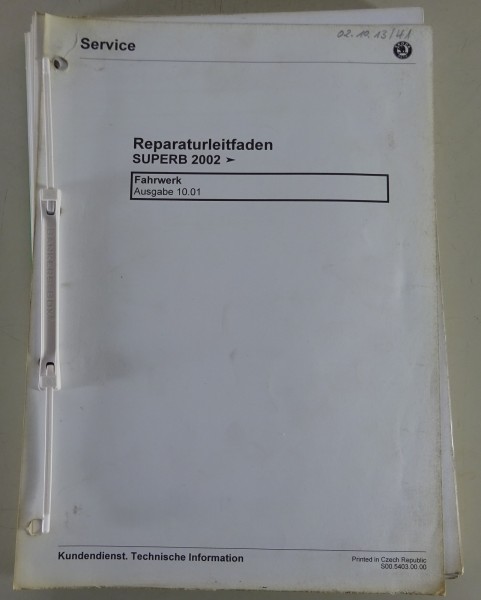 02.10.13/41
Service
Reparaturleitfaden
SUPERB 2002 ➤
Fahrwerk
Ausgabe 10.01
Kundendienst. Technische Information
Printed in Czech Republic
S00.5403.00.00